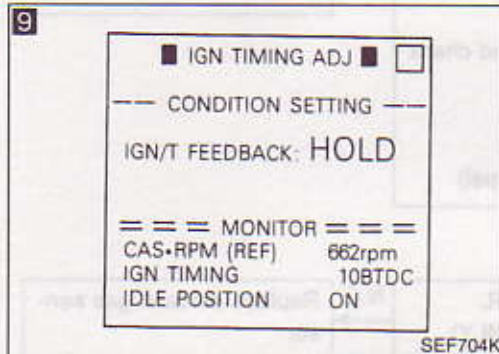 9
■ IGN TIMING ADJ ■ □
–– CONDITION SETTING ––
IGN/T FEEDBACK: HOLD
= = = MONITOR = = =
CAS•RPM (REF) 662rpm
IGN TIMING 10BTDC
IDLE POSITION ON
SEF704K